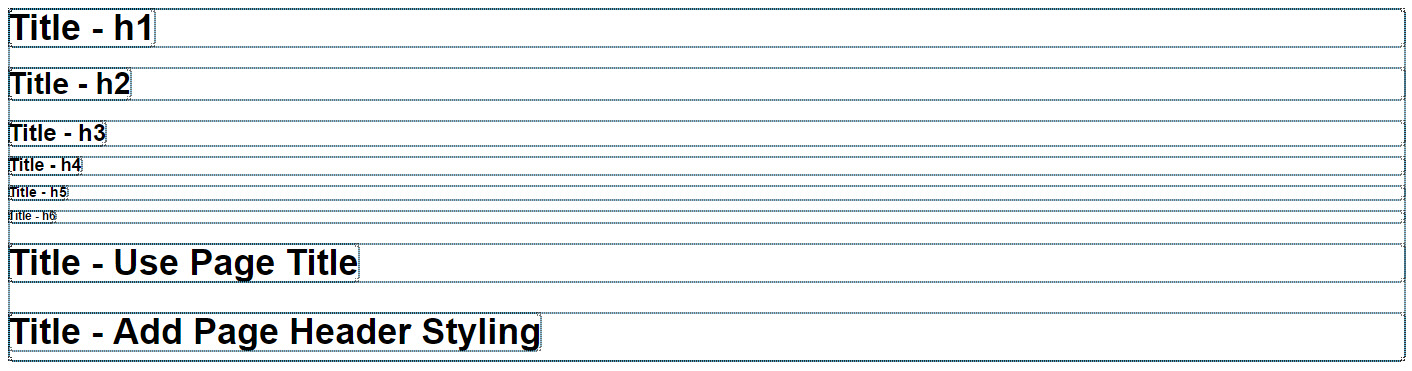 Title - h1
Title - h2
Title - h3
Title - h4
Title - h5
Title - h6
Title - Use Page Title
Title - Add Page Header Styling